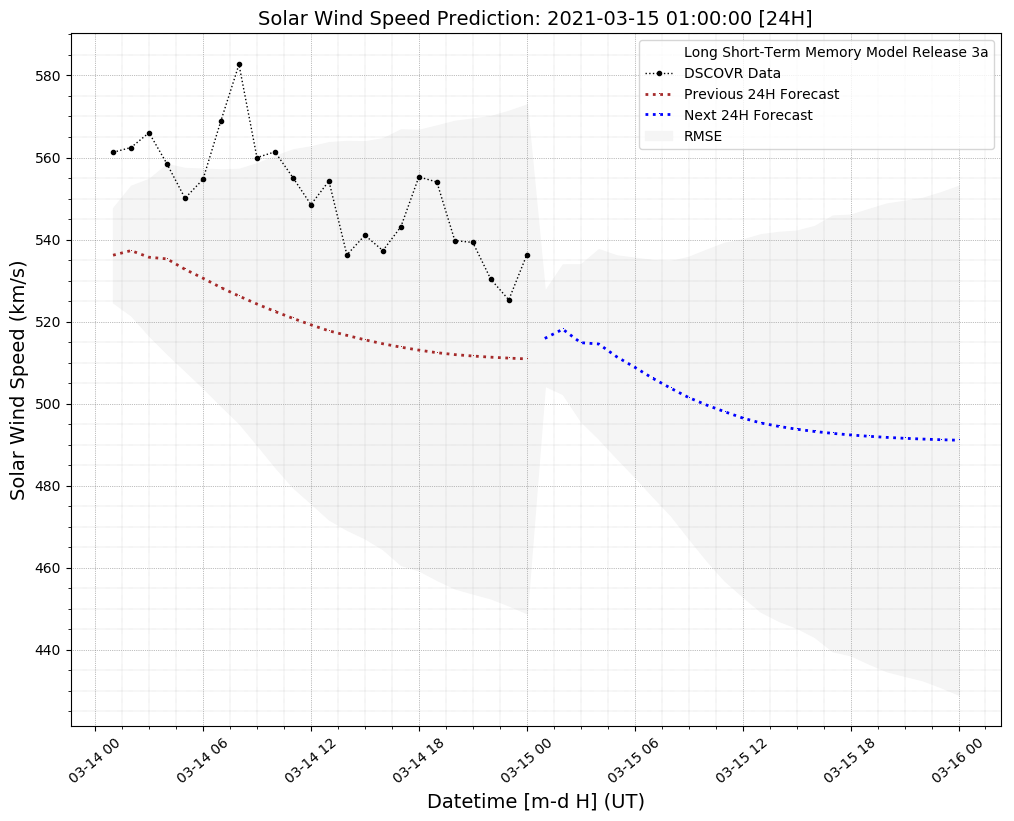 Solar Wind Speed Prediction: 2021-03-15 01:00:00 [24H]
Long Short-Term Memory Model Release 3a
DSCOVR Data
Previous 24H Forecast
Next 24H Forecast
RMSE
Solar Wind Speed (km/s)
580
560
540
520
500
480
460
440
03-14 00
03-14 06
03-14 12
03-14 18
03-15 00
03-15 06
03-15 12
03-15 18
03-16 00
Datetime [m-d H] (UT)